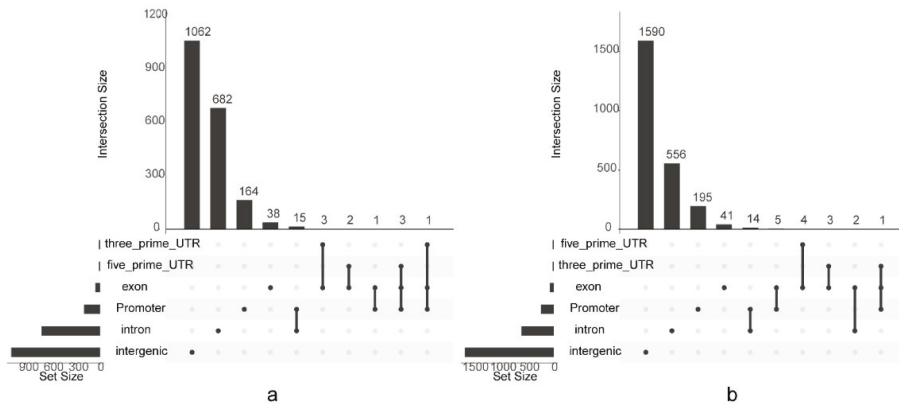 1200
1062
900
682
600
300
164
38
15
3
2
1
3
1
0
Intersection Size
three_prime_UTR
five_prime_UTR
exon
Promoter
intron
intergenic
900 600 300 0
Set Size
a
1590
1500
1000
556
500
195
41
14
5
4
3
2
1
0
Intersection Size
five_prime_UTR
three_prime_UTR
exon
Promoter
intron
intergenic
1500 1000 500 0
Set Size
b